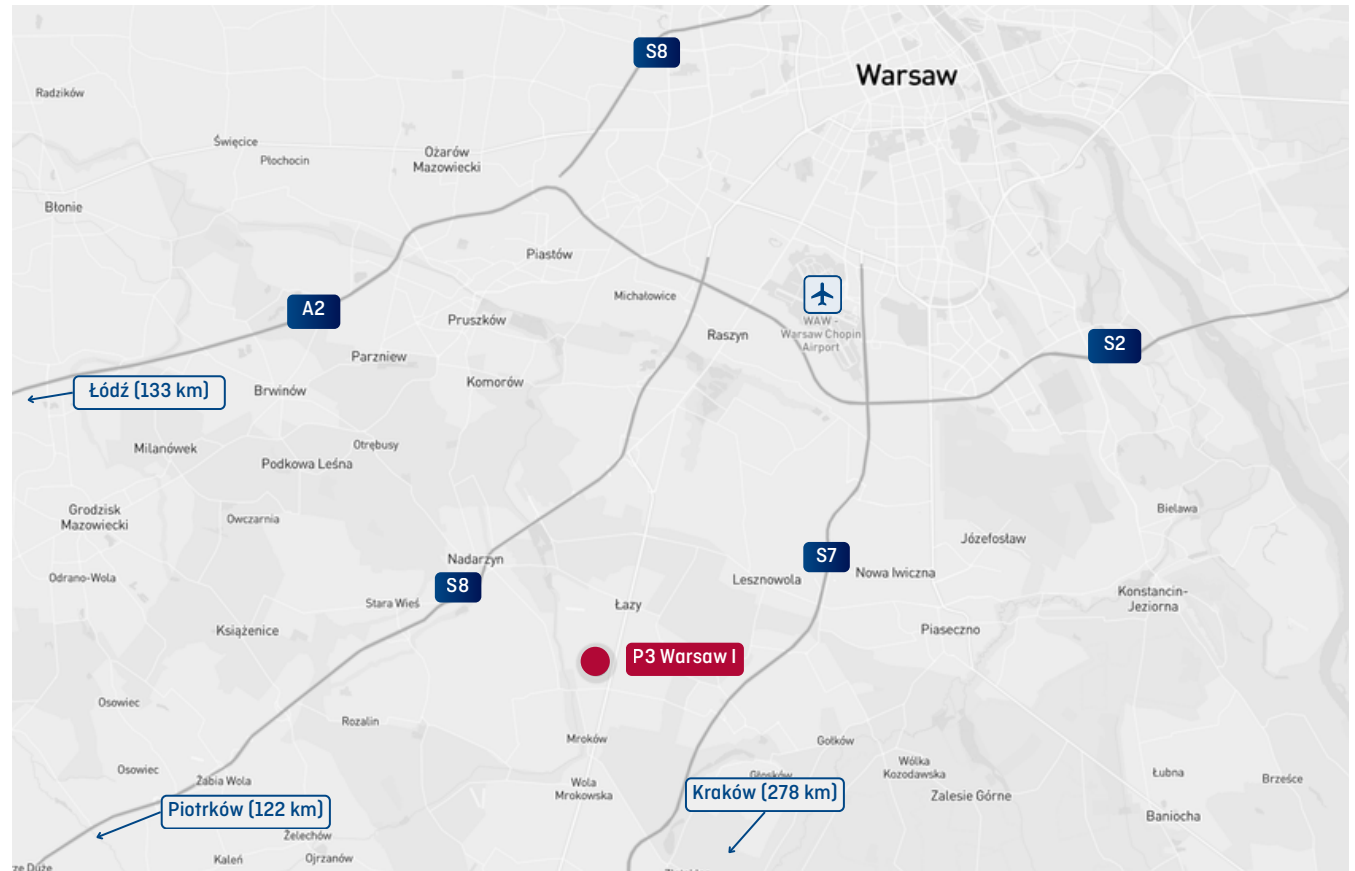 S8
Warsaw
Radzików
Święcice
Płochocin
Ożarów
Mazowiecki
Błonie
Piastów
Michałowice
A2
Pruszków
Raszyn
WAW -
Warsaw Chopin
Airport
S2
Parzniew
Komorów
Łódź (133 km)
Brwinów
Milanówek
Otrębusy
Podkowa Leśna
Grodzisk
Mazowiecki
Owczarnia
Bielawa
Józefosław
Nadarzyn
S7
Nowa Iwiczna
Lesznowola
Odrano-Wola
S8
Stara Wieś
Łazy
Konstancin-
Jeziorna
Książenice
Piaseczno
P3 Warsaw I
Osowiec
Rozalin
Mroków
Gołków
Osowiec
Żabia Wola
Wola
Mrokowska
Głosków
Wólka
Kozodawska
Łubna
Brześce
Kraków (278 km)
Zalesie Górne
Piotrków (122 km)
Baniocha
Żelechów
Kaleń
Ojrzanów